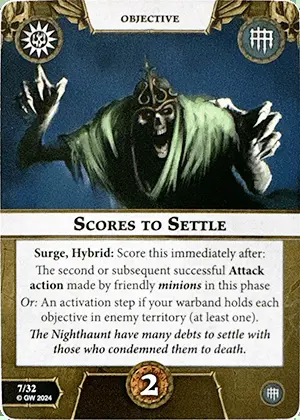 OBJECTIVE
SCORES TO SETTLE
Surge, Hybrid: Score this immediately after:
The second or subsequent successful Attack
action made by friendly minions in this phase
Or: An activation step if your warband holds each
objective in enemy territory (at least one).
The Nighthaunt have many debts to settle with
those who condemned them to death.
7/32
© GW 2024
2